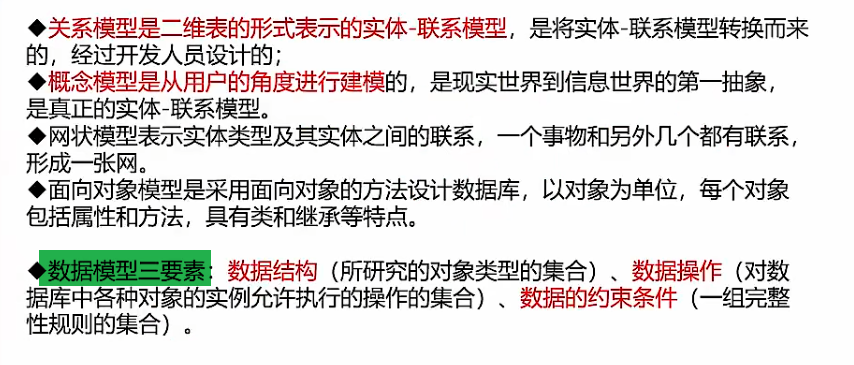 ◆关系模型是二维表的形式表示的实体-联系模型，是将实体-联系模型转换而来
的，经过开发人员设计的；
◆概念模型是从用户的角度进行建模的，是现实世界到信息世界的第一抽象，
是真正的实体-联系模型。
◆网状模型表示实体类型及其实体之间的联系，一个事物和另外几个都有联系，
形成一张网。
◆面向对象模型是采用面向对象的方法设计数据库，以对象为单位，每个对象
包括属性和方法，具有类和继承等特点。
◆数据模型三要素：数据结构（所研究的对象类型的集合）、数据操作（对数
据库中各种对象的实例允许执行的操作的集合）、数据的约束条件（一组完整
性规则的集合）。